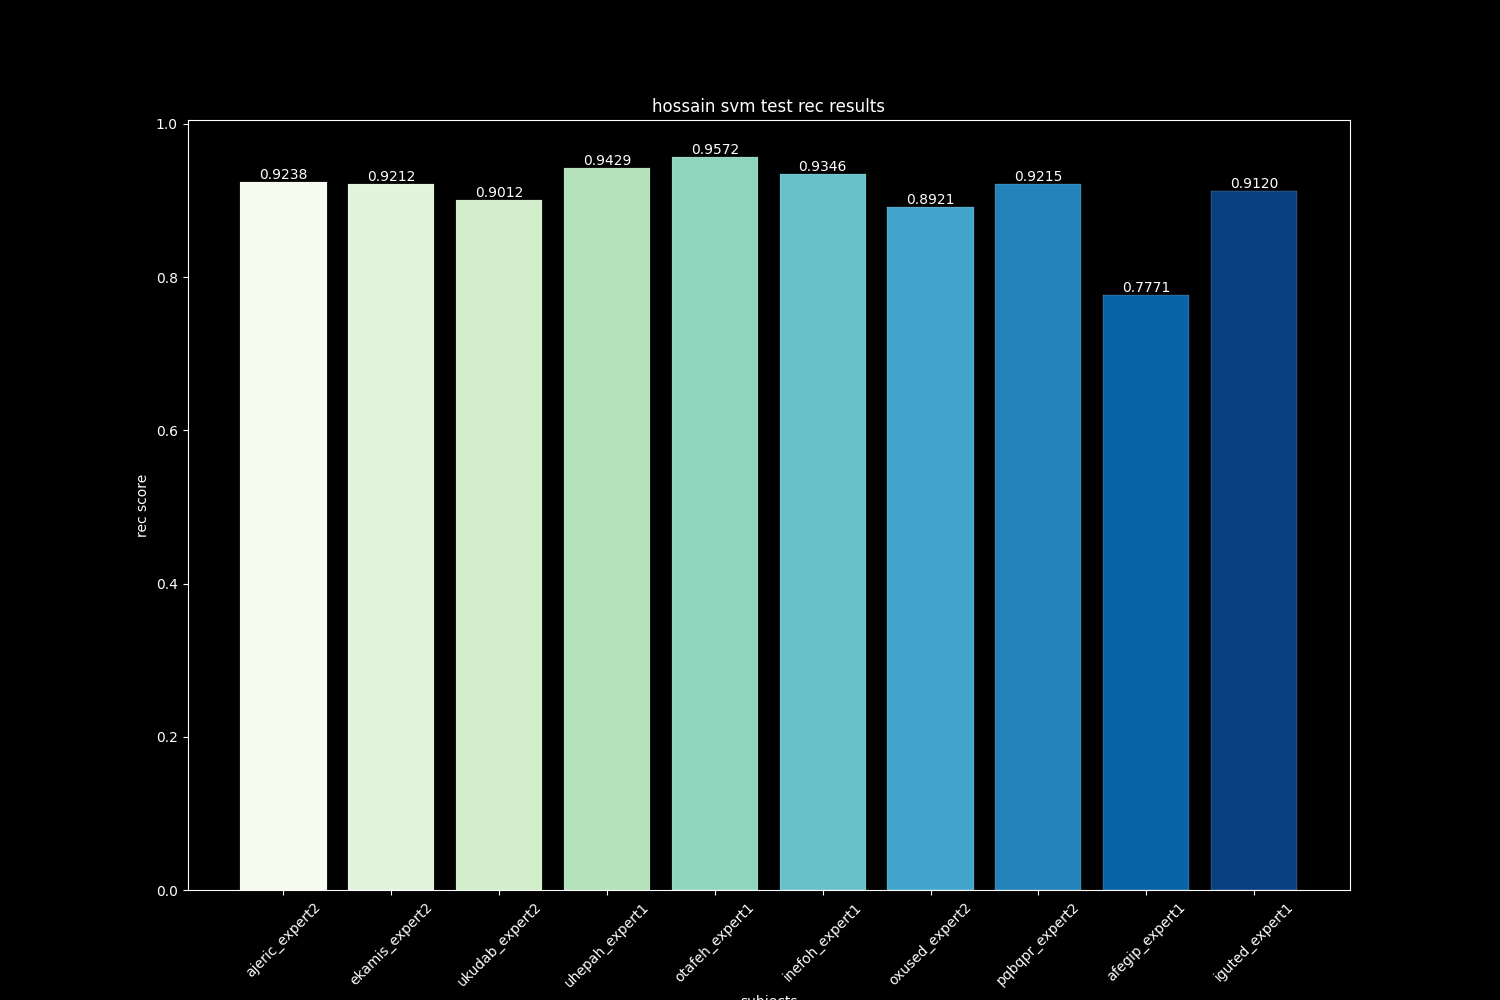 hossain svm test rec results
1.0
0.8
0.6
0.4
0.2
0.0
rec score
0.9238
0.9212
0.9012
0.9429
0.9572
0.9346
0.8921
0.9215
0.7771
0.9120
ajeric_expert2
ekamis_expert2
ukudab_expert2
uhepah_expert1
otafeh_expert1
inefoh_expert1
oxused_expert2
pqbqpr_expert2
afegip_expert1
iguted_expert1
subjects